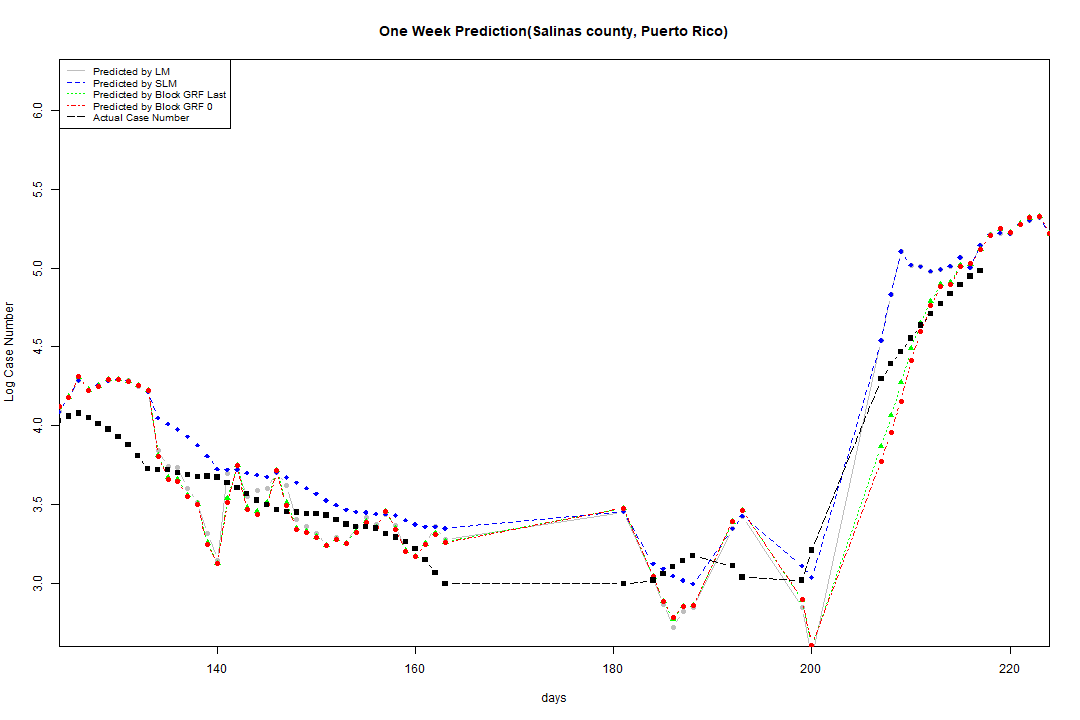 One Week Prediction(Salinas county, Puerto Rico)
Predicted by LM
Predicted by SLM
Predicted by Block GRF Last
Predicted by Block GRF 0
Actual Case Number
6.0
5.5
5.0
4.5
4.0
3.5
3.0
Log Case Number
140 160 180 200 220
days